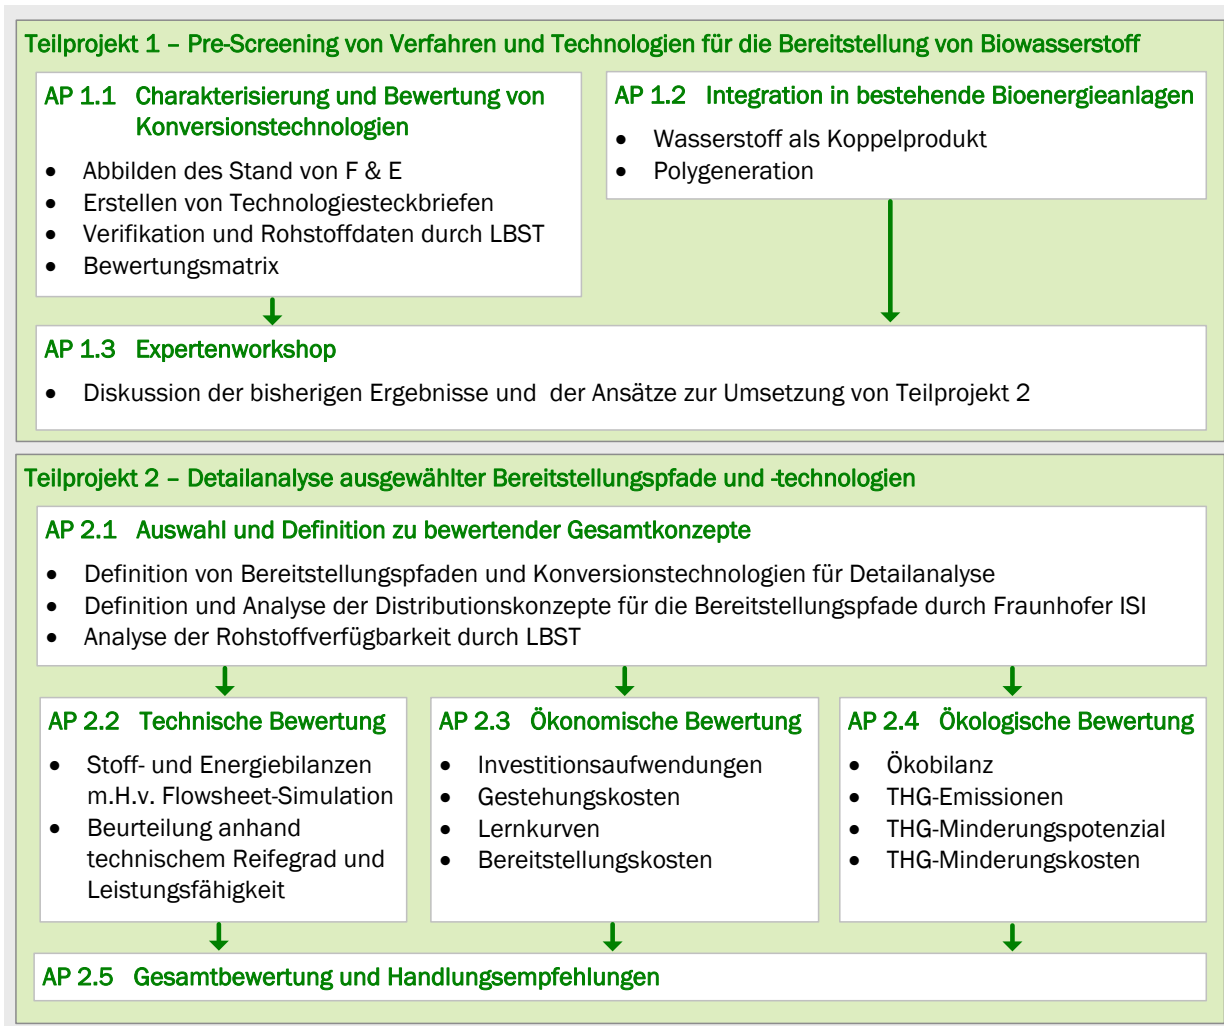 Teilprojekt 1 – Pre-Screening von Verfahren und Technologien für die Bereitstellung von Biowasserstoff
AP 1.1 Charakterisierung und Bewertung von
Konversionstechnologien
• Abbilden des Stand von F & E
• Erstellen von Technologiesteckbriefen
• Verifikation und Rohstoffdaten durch LBST
• Bewertungsmatrix
AP 1.2 Integration in bestehende Bioenergieanlagen
• Wasserstoff als Koppelprodukt
• Polygeneration
AP 1.3 Expertenworkshop
• Diskussion der bisherigen Ergebnisse und der Ansätze zur Umsetzung von Teilprojekt 2
Teilprojekt 2 – Detailanalyse ausgewählter Bereitstellungspfade und -technologien
AP 2.1 Auswahl und Definition zu bewertender Gesamtkonzepte
• Definition von Bereitstellungspfaden und Konversionstechnologien für Detailanalyse
• Definition und Analyse der Distributionskonzepte für die Bereitstellungspfade durch Fraunhofer ISI
• Analyse der Rohstoffverfügbarkeit durch LBST
AP 2.2 Technische Bewertung
• Stoff- und Energiebilanzen
m.H.v. Flowsheet-Simulation
• Beurteilung anhand
technischem Reifegrad und
Leistungsfähigkeit
AP 2.3 Ökonomische Bewertung
• Investitionsaufwendungen
• Gestehungskosten
• Lernkurven
• Bereitstellungskosten
AP 2.4 Ökologische Bewertung
• Ökobilanz
• THG-Emissionen
• THG-Minderungspotenzial
• THG-Minderungskosten
AP 2.5 Gesamtbewertung und Handlungsempfehlungen